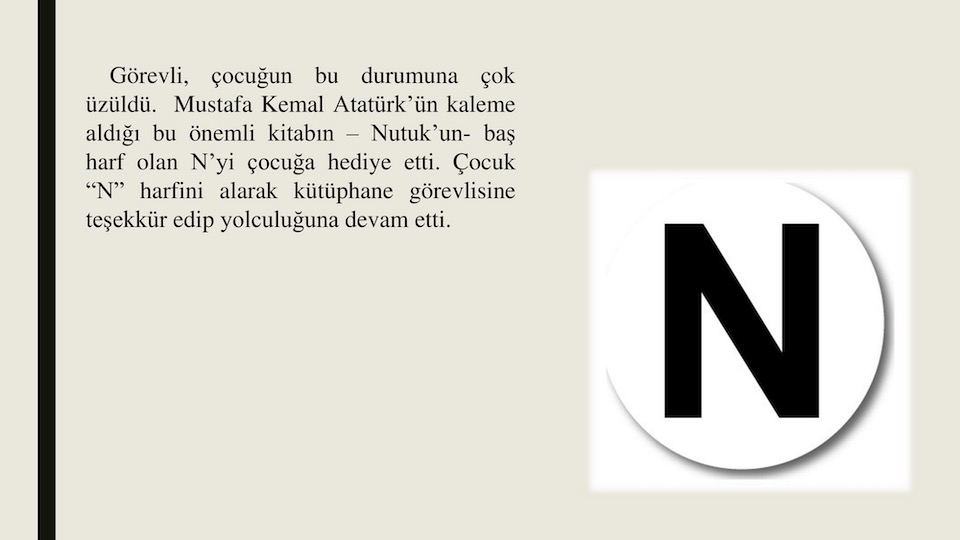 Görevli, çocuğun bu durumuna çok
üzüldü.  Mustafa Kemal Atatürk’ün kaleme
aldığı bu önemli kitabın – Nutuk’un- baş
harf olan N’yi çocuğa hediye etti. Çocuk
“N” harfini alarak kütüphane görevlisine
teşekkür edip yolculuğuna devam etti.
N